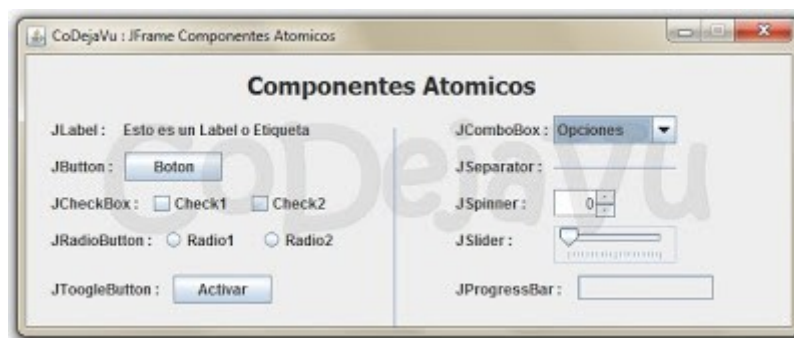 CoDejaVu : JFrame Componentes Atomicos
Componentes Atomicos
JLabel : Esto es un Label o Etiqueta
JButton : Boton
JCheckBox : Check1 Check2
JRadioButton : Radio1 Radio2
JToogleButton : Activar
JComboBox : Opciones
JSeparator :
JSpinner : 0
JSlider :
JProgressBar :
CoDejaVu